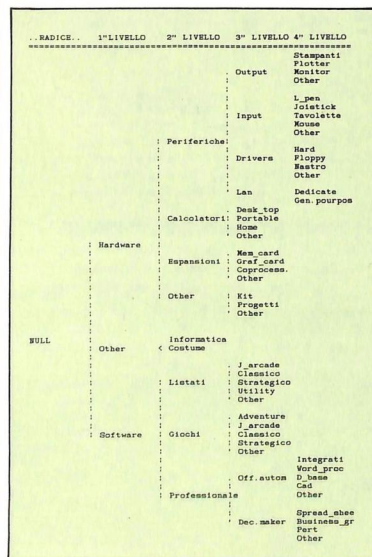 ..RADICE.. 1"LIVELLO 2" LIVELLO 3" LIVELLO 4" LIVELLO
Stampanti
Plotter
. Output Monitor
Other
L_pen
Joistick
Input Tavolette
Mouse
Other
Periferiche
Hard
Drivers Floppy
Nastro
Other
' Lan Dedicate
Gen.pourpos
. Desk_top
Calcolatori: Portable
Home
' Other
Hardware
. Mem_card
Espansioni : Graf_card
Coprocess.
' Other
Other Kit
Progetti
' Other
Informatica
NULL
Other < Costume
. J_arcade
Classico
Listati Strategico
Utility
' Other
. Adventure
J_arcade
Software Giochi Classico
Strategico
' Other
Integrati
Word_proc
. Off.autom D_base
Cad
Professionale Other
Spread_shee
' Dec.maker Business_gr
Pert
Other